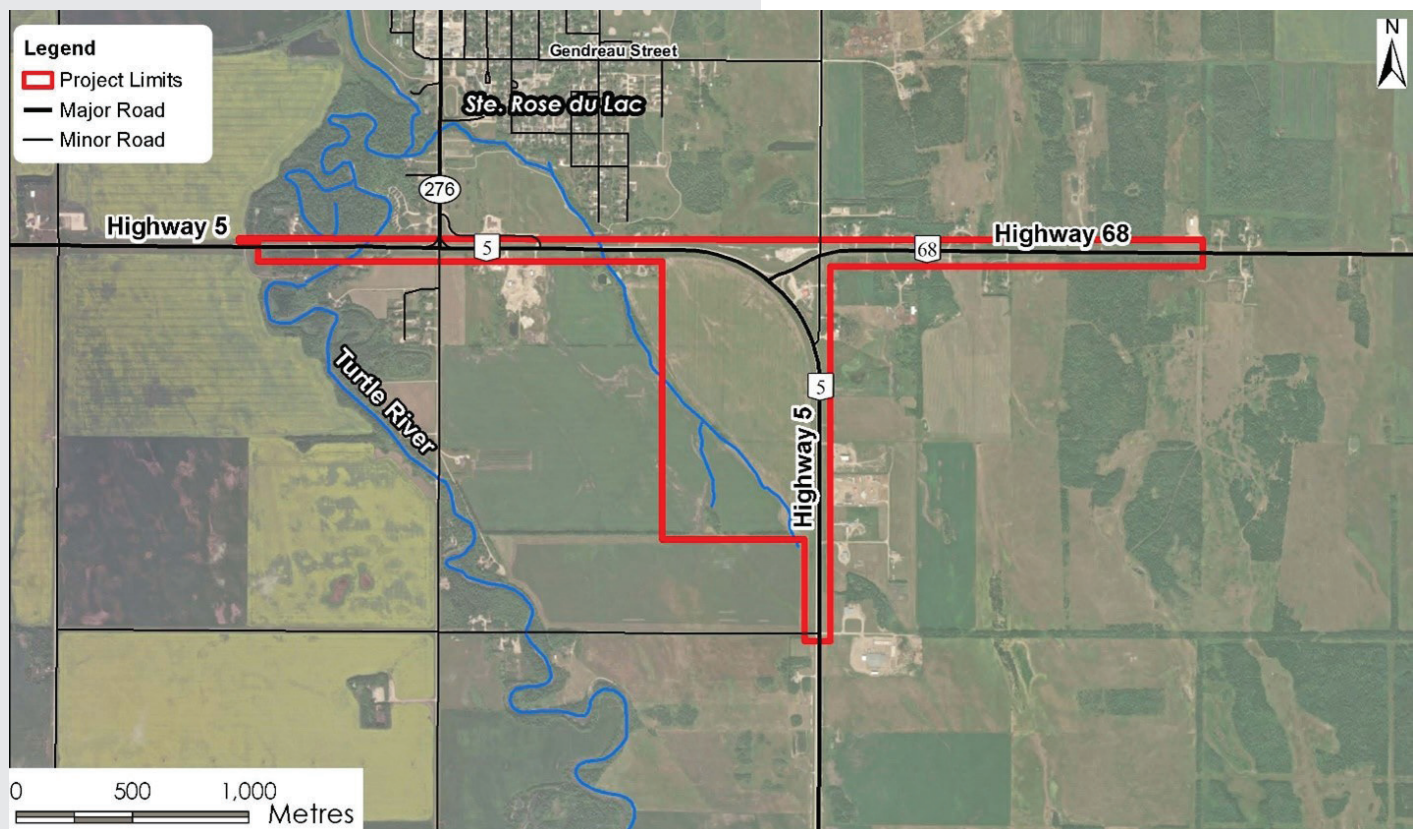 Legend
Project Limits
Major Road
Minor Road
N
Gendreau Street
Ste. Rose du Lac
276
Highway 5
5
68
Highway 68
Turtle River
5
Highway 5
0 500 1,000
Metres